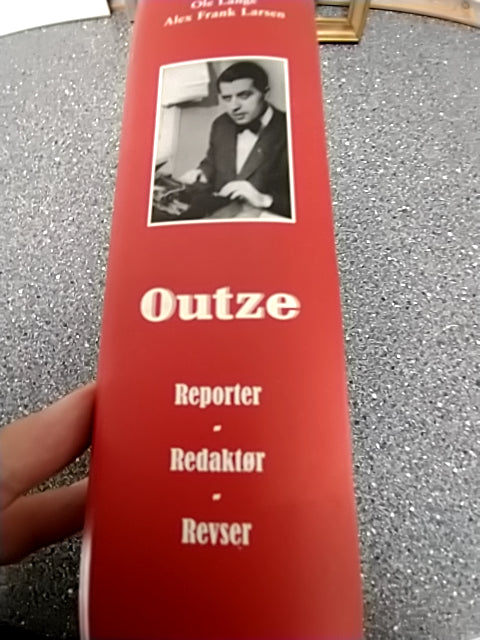 Ole Lange
Alex Frank Larsen
Outze
Reporter
-
Redaktør
-
Revser